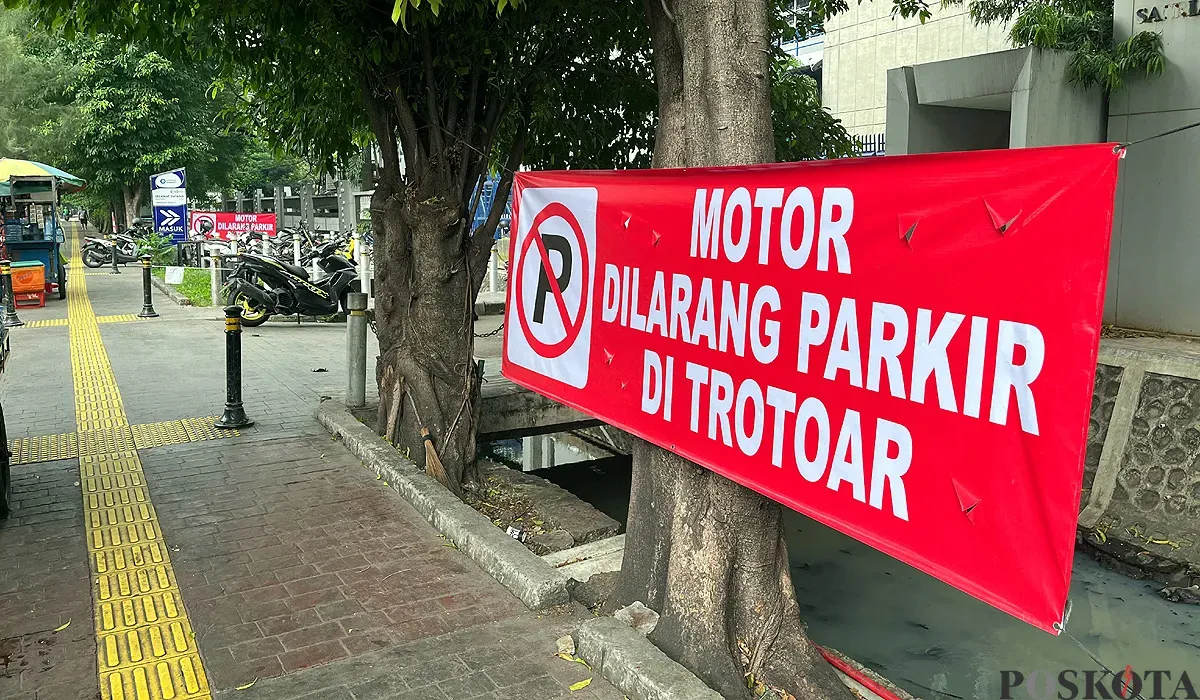 MOTOR
DILARANG PARKIR
DI TROTOAR
P
MOTOR
DILARANG PARKIR
MASUK
POSKOTA